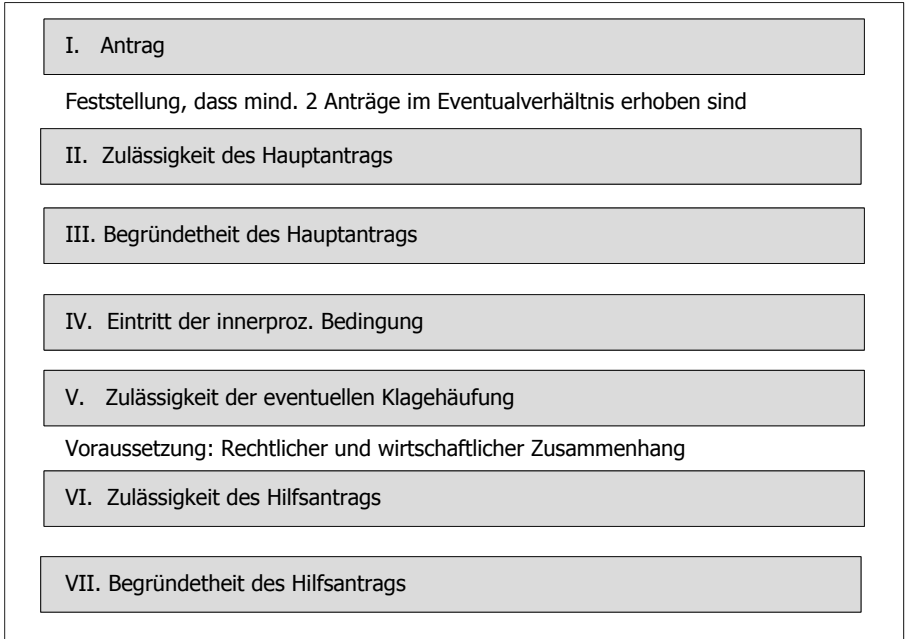 I. Antrag
Feststellung, dass mind. 2 Anträge im Eventualverhältnis erhoben sind
II. Zulässigkeit des Hauptantrags
III. Begründetheit des Hauptantrags
IV. Eintritt der innerproz. Bedingung
V. Zulässigkeit der eventuellen Klagehäufung
Voraussetzung: Rechtlicher und wirtschaftlicher Zusammenhang
VI. Zulässigkeit des Hilfsantrags
VII. Begründetheit des Hilfsantrags